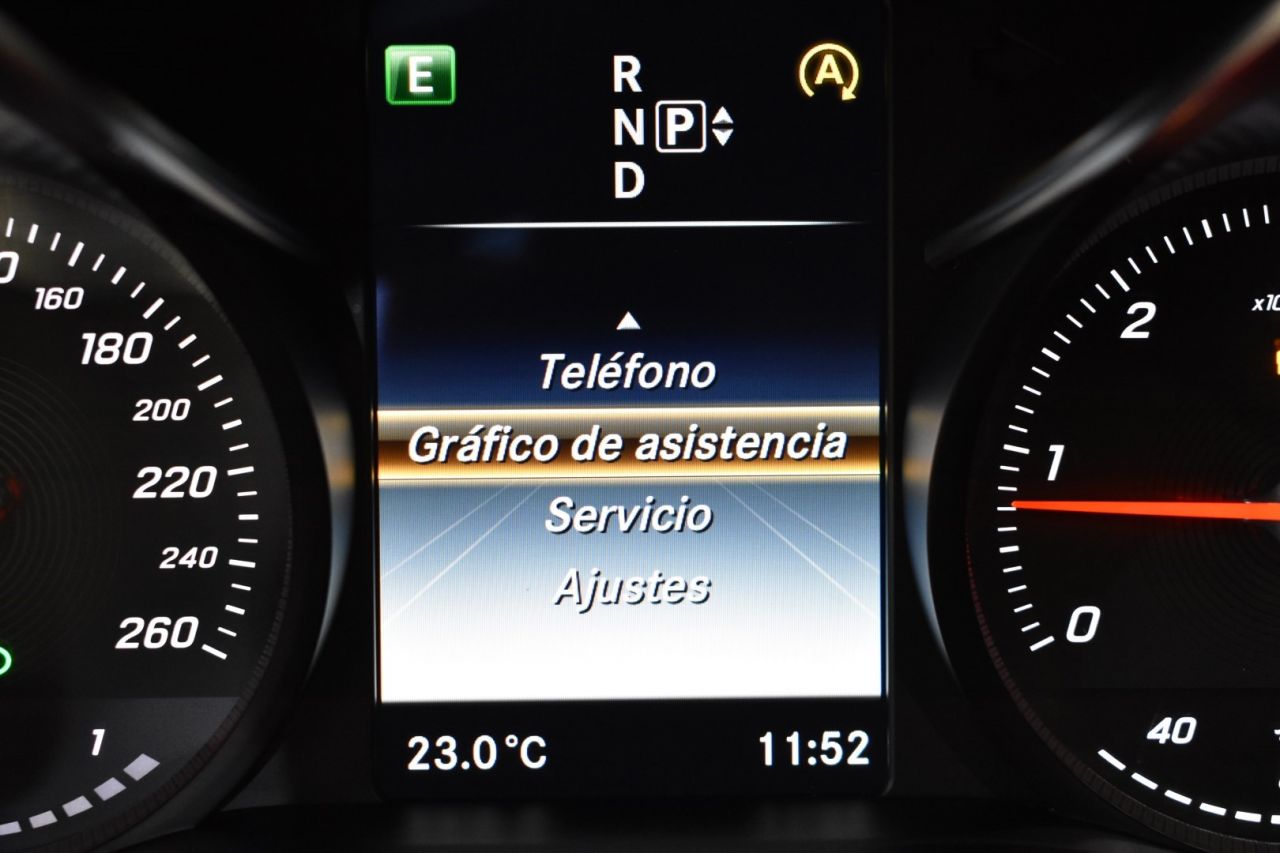 E
R
N P
D
A
Teléfono
Gráfico de asistencia
Servicio
Ajustes
23.0°C
11:52
160
180
200
220
240
260
1
2
1
0
40